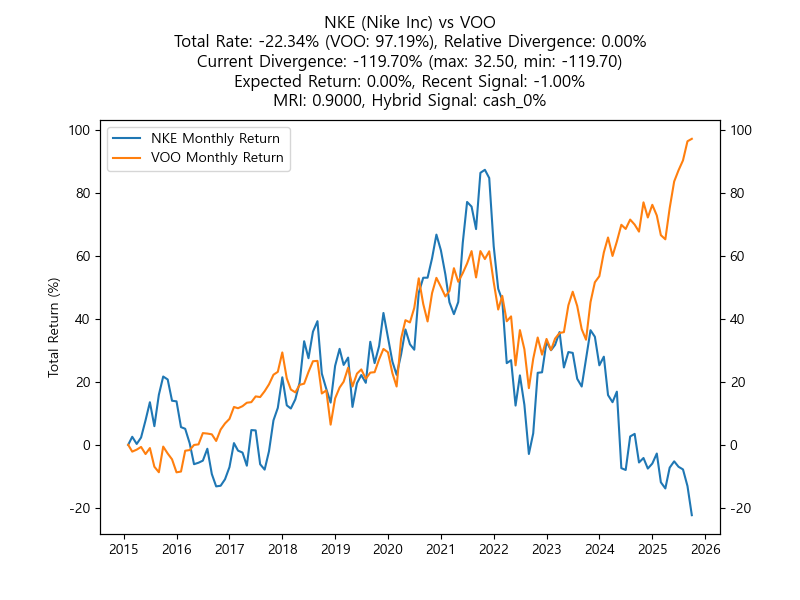 NKE (Nike Inc) vs VOO
Total Rate: -22.34% (VOO: 97.19%), Relative Divergence: 0.00%
Current Divergence: -119.70% (max: 32.50, min: -119.70)
Expected Return: 0.00%, Recent Signal: -1.00%
MRI: 0.9000, Hybrid Signal: cash_0%
NKE Monthly Return
VOO Monthly Return
Total Return (%)
100
80
60
40
20
0
-20
100
80
60
40
20
0
-20
2015 2016 2017 2018 2019 2020 2021 2022 2023 2024 2025 2026